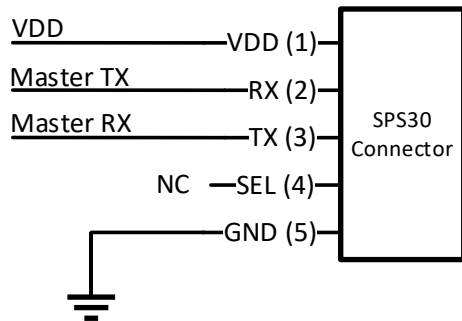 VDD
VDD (1)
Master TX
RX (2)
Master RX
TX (3)
SPS30
Connector
NC
SEL (4)
GND (5)